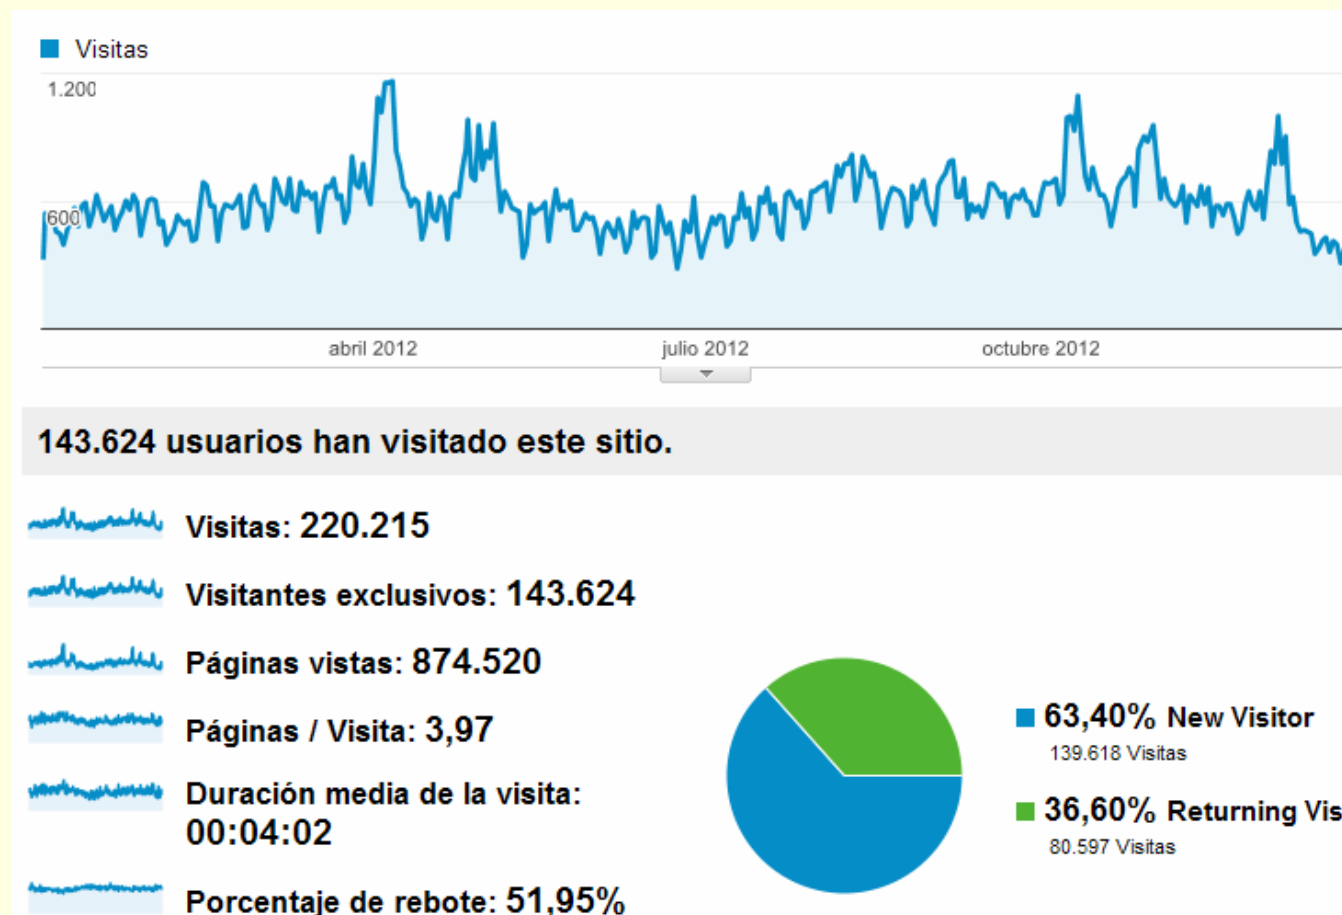 Visitas
1.200
600
abril 2012
julio 2012
octubre 2012
143.624 usuarios han visitado este sitio.
Visitas: 220.215
Visitantes exclusivos: 143.624
Páginas vistas: 874.520
Páginas / Visita: 3,97
Duración media de la visita:
00:04:02
Porcentaje de rebote: 51,95%
63,40% New Visitor
139.618 Visitas
36,60% Returning Vis
80.597 Visitas